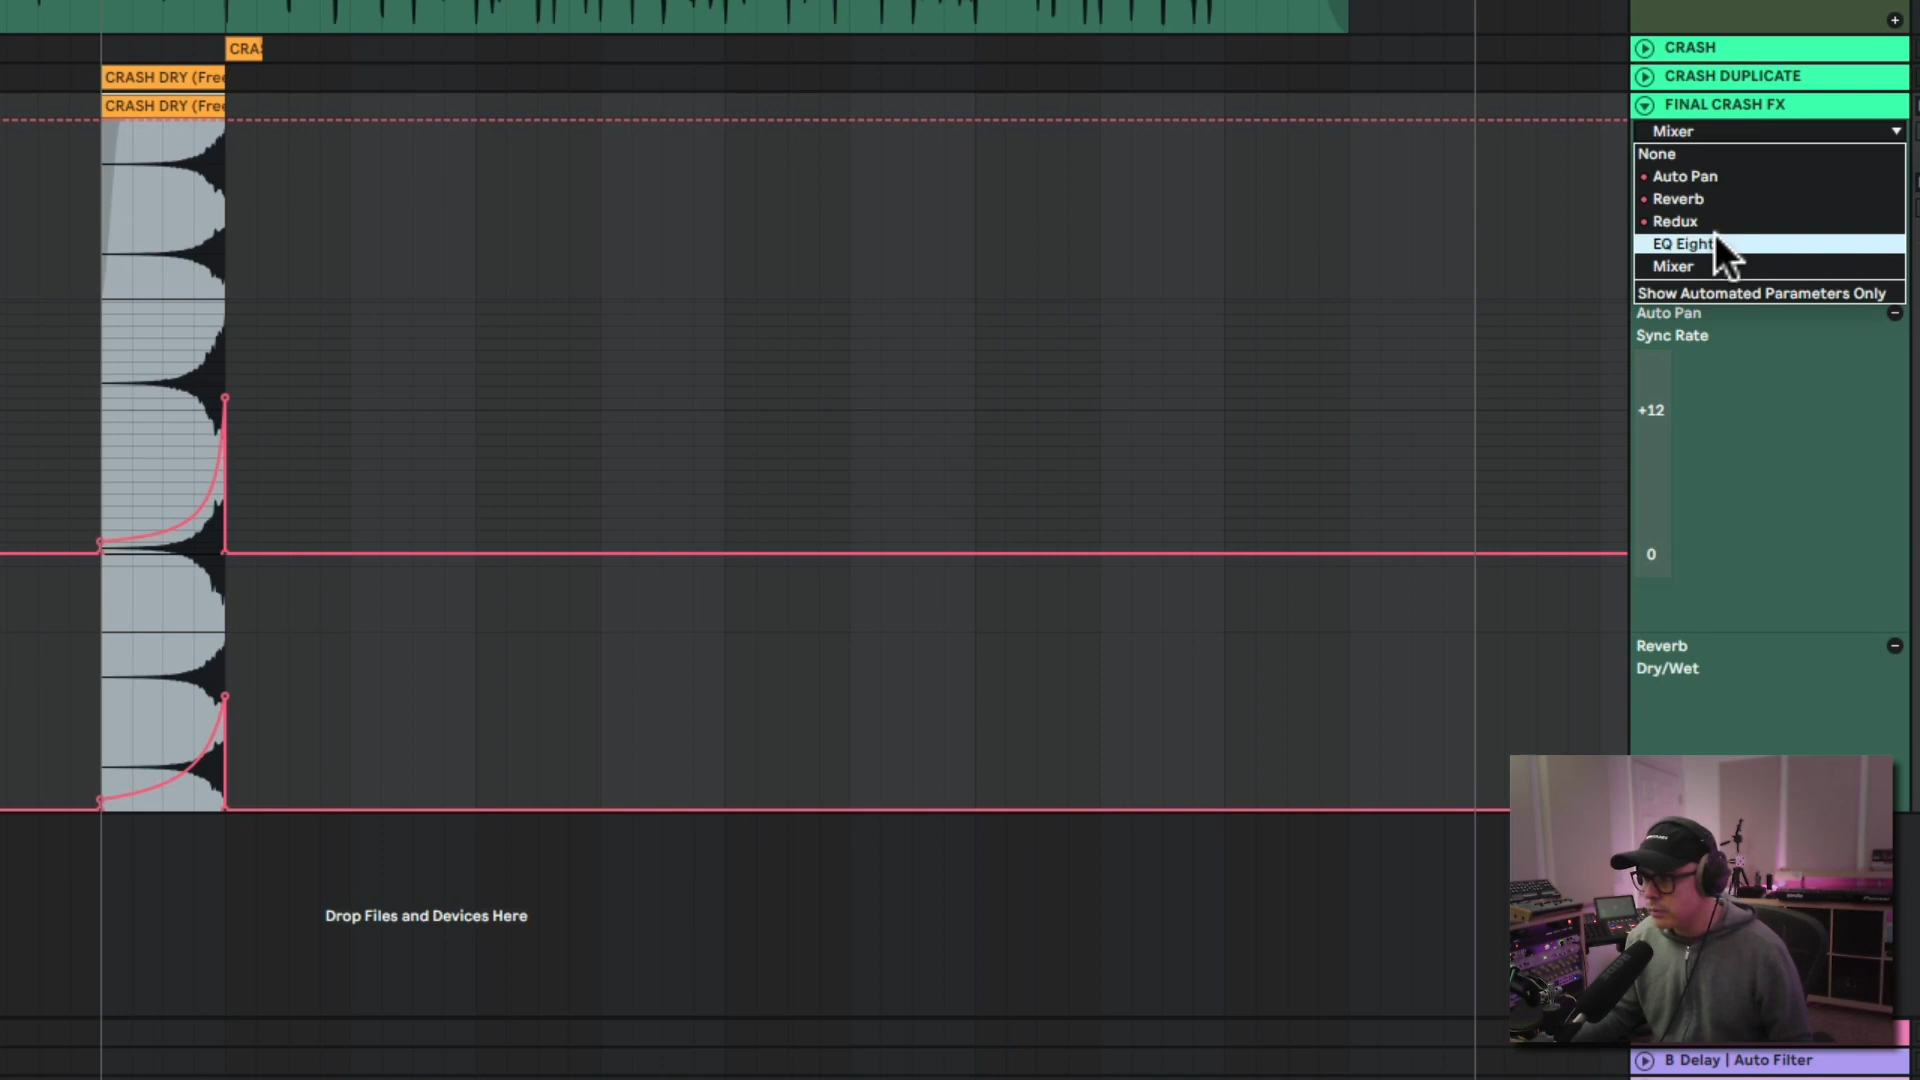 CRA
CRASH
CRASH DRY (Free
CRASH DUPLICATE
CRASH DRY (Free
FINAL CRASH FX
Mixer
None
Auto Pan
Reverb
Redux
EQ Eight
Mixer
Show Automated Parameters Only
Auto Pan
Sync Rate
+12
0
Reverb
Dry/Wet
Drop Files and Devices Here
B Delay | Auto Filter